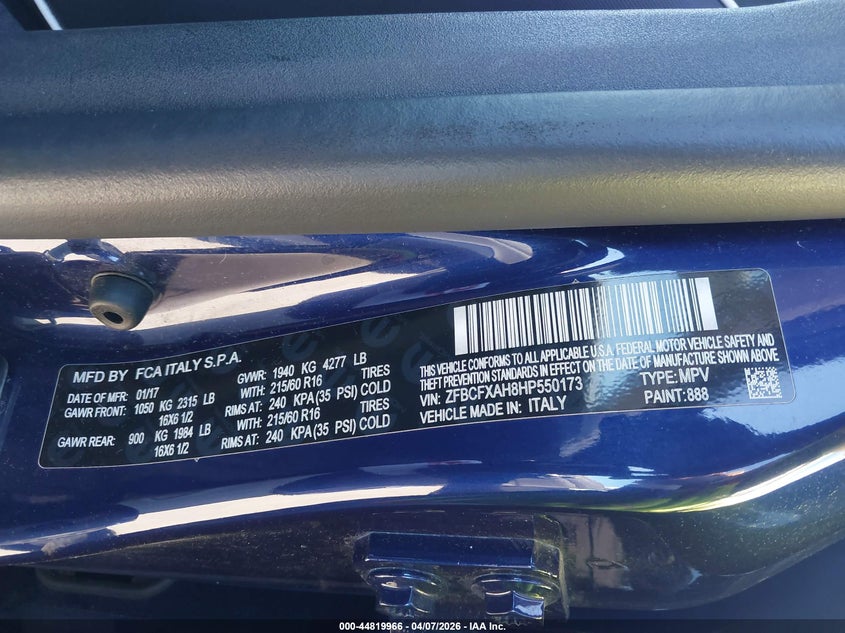 MFD BY FCA ITALY S.P.A.
DATE OF MFR: 01/17 GVWR: 1940 KG 4277 LB
GAWR FRONT: 1050 KG 2315 LB WITH: 215/60 R16 TIRES
16X6 1/2 RIMS AT: 240 KPA (35 PSI) COLD
GAWR REAR: 900 KG 1984 LB WITH: 215/60 R16 TIRES
16X6 1/2 RIMS AT: 240 KPA(35 PSI) COLD
THIS VEHICLE CONFORMS TO ALL APPLICABLE U.S.A. FEDERAL MOTOR VEHICLE SAFETY AND
THEFT PREVENTION STANDARDS IN EFFECT ON THE DATE OF MANUFACTURE SHOWN ABOVE.
VIN: ZFBCFXAH8HP550173 TYPE: MPV
VEHICLE MADE IN: ITALY PAINT: 888
000-44819966 - 04/07/2026 - IAA Inc.